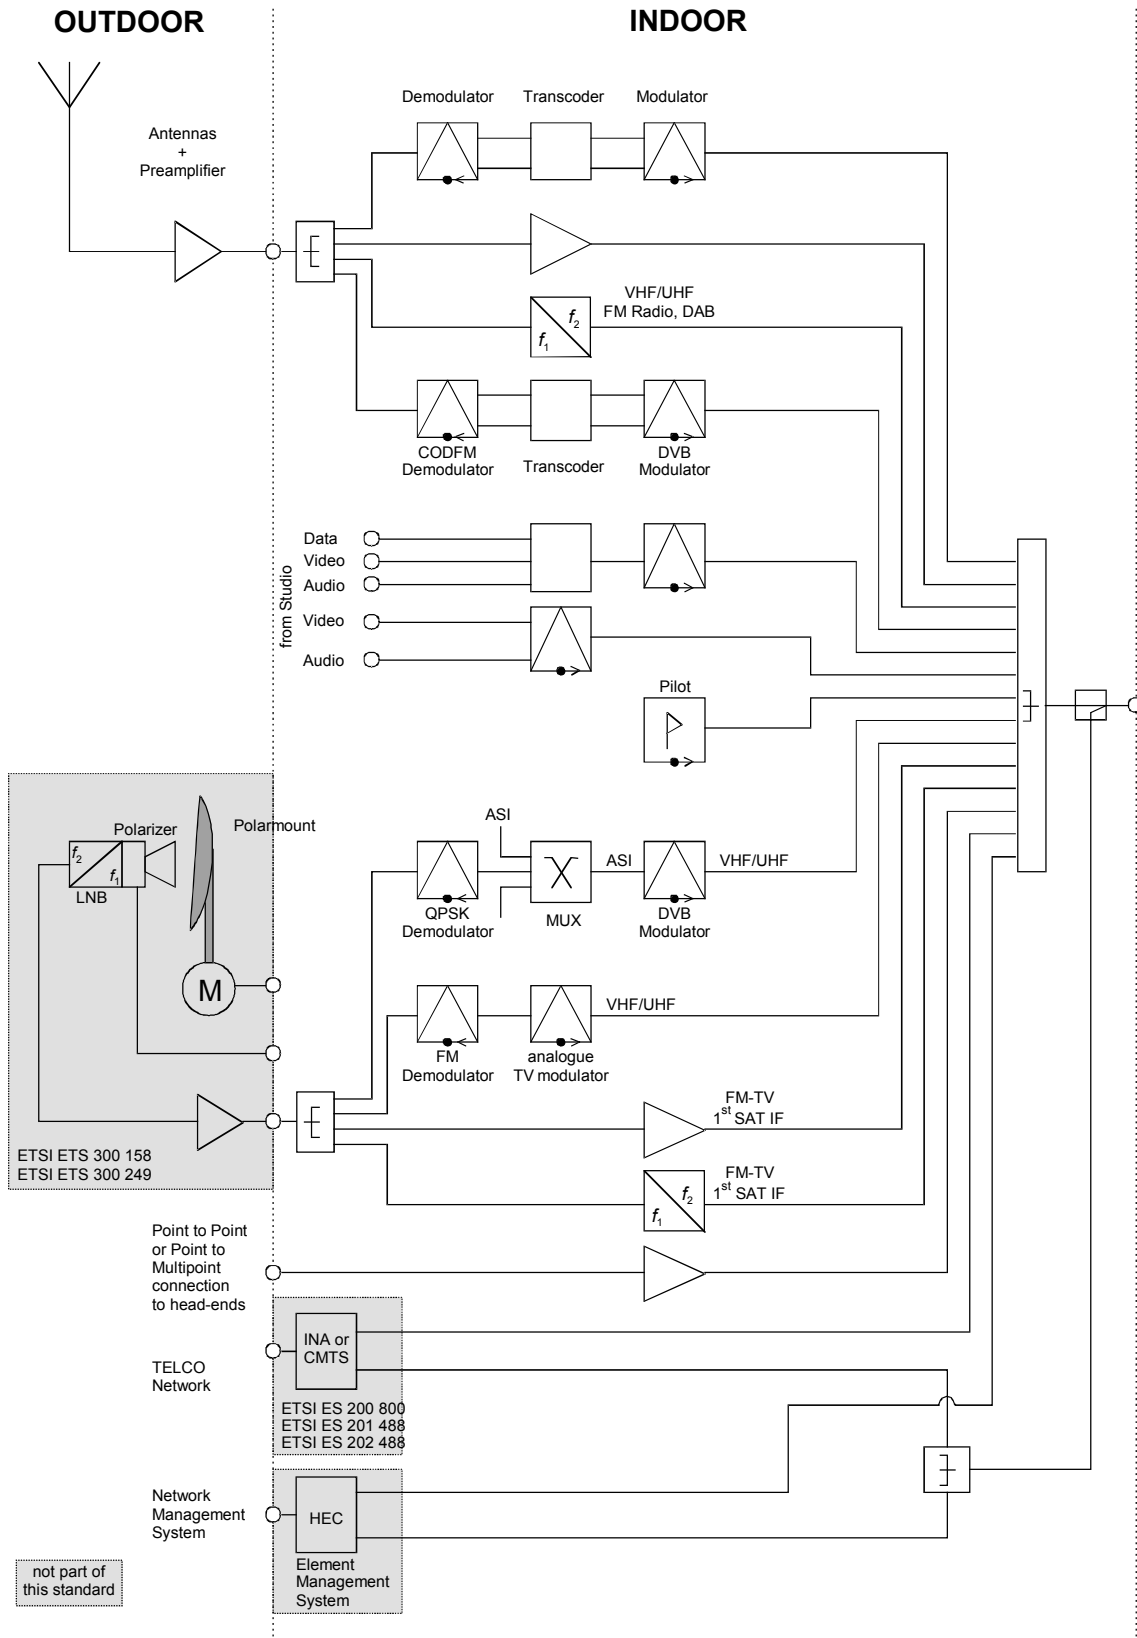 OUTDOOR
INDOOR
Antennas
+
Preamplifier
Demodulator
Transcoder
Modulator
VHF/UHF
FM Radio, DAB
f2
f1
CODFM
Demodulator
Transcoder
DVB
Modulator
from Studio
Data
Video
Audio
Video
Audio
Pilot
Polarizer
Polarmount
f2
f1
LNB
M
ETSI ETS 300 158
ETSI ETS 300 249
ASI
ASI
VHF/UHF
QPSK
Demodulator
MUX
DVB
Modulator
VHF/UHF
FM
Demodulator
analogue
TV modulator
FM-TV
1st SAT IF
FM-TV
1st SAT IF
f2
f1
Point to Point
or Point to
Multipoint
connection
to head-ends
INA or
CMTS
TELCO
Network
ETSI ES 200 800
ETSI ES 201 488
ETSI ES 202 488
Network
Management
System
HEC
Element
Management
System
not part of
this standard